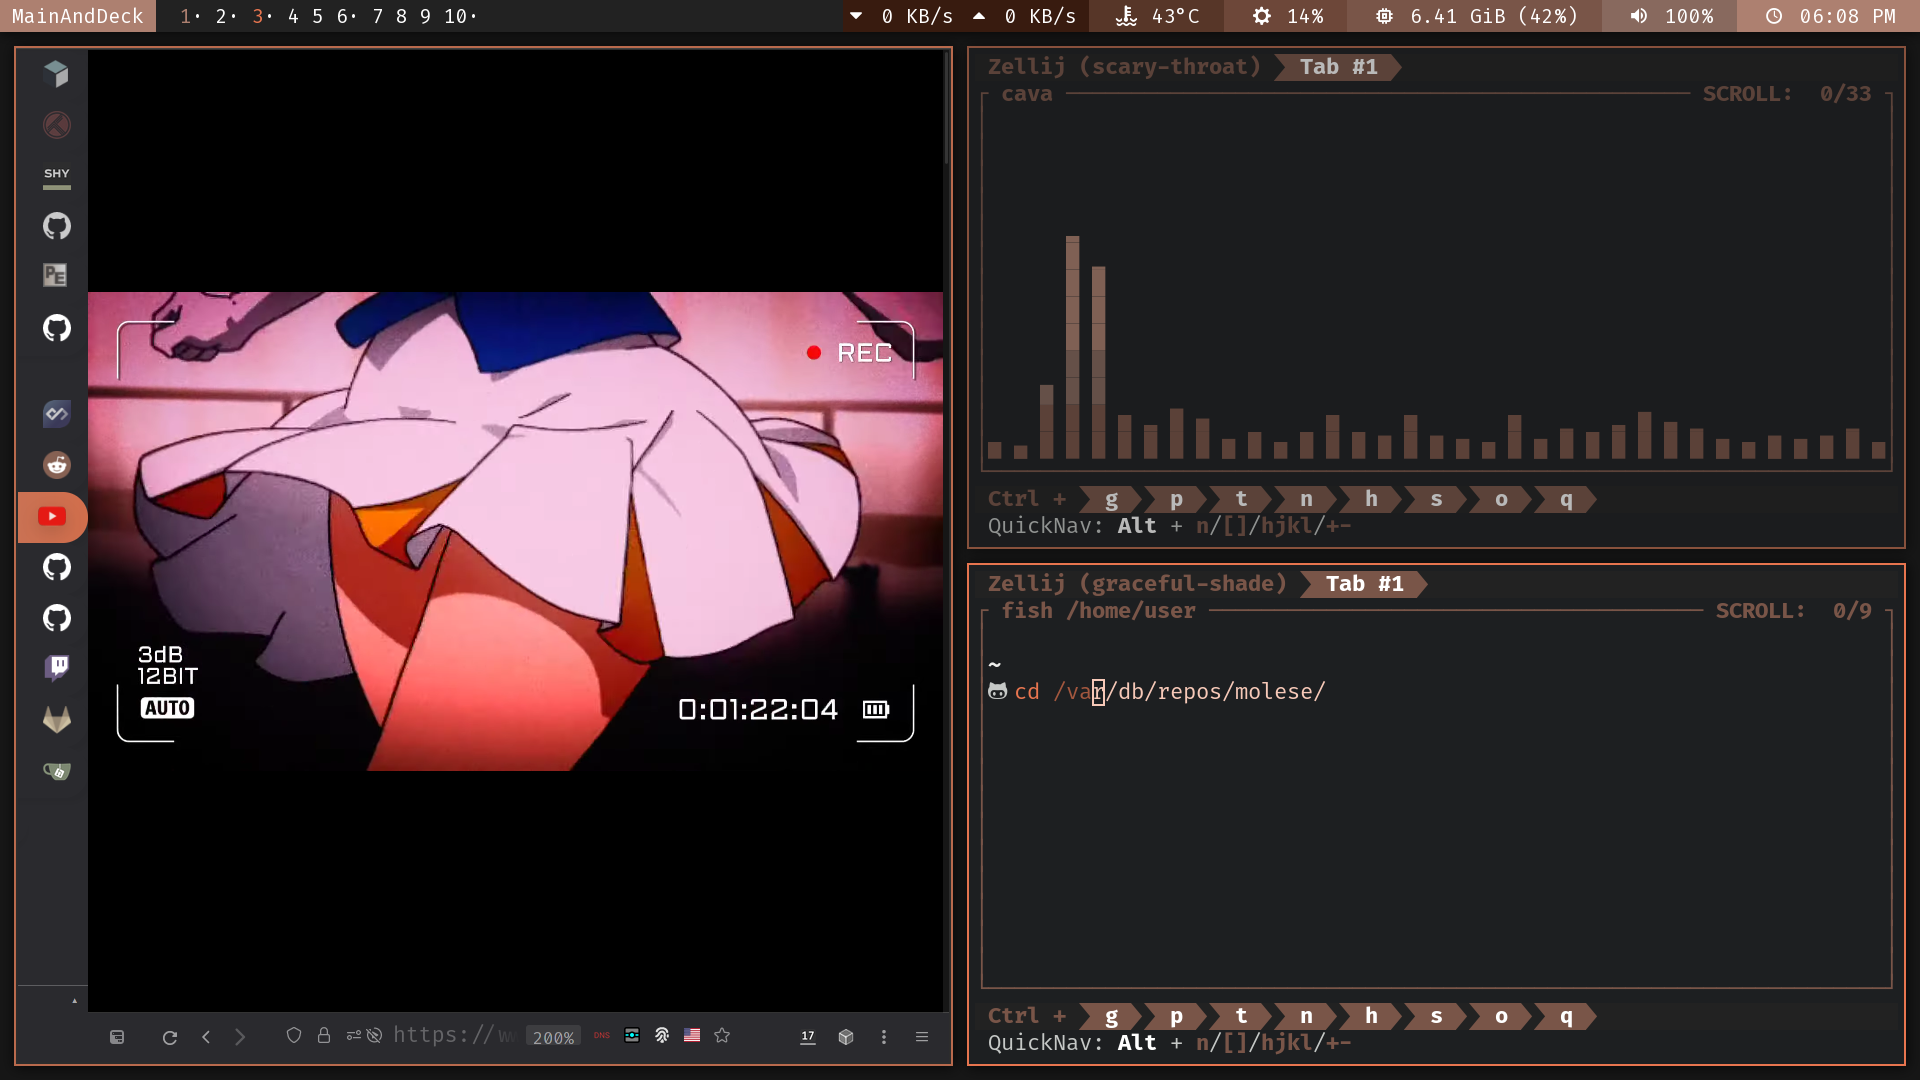 MainAndDeck 1· 2· 3· 4 5 6· 7 8 9 10· 0 KB/s 0 KB/s 43°C 14% 6.41 GiB (42%) 100% 06:08 PM
SHY
PE
REC
3dB
12BIT
AUTO
0:01:22:04
https://w
200%
DNS
17
Zellij (scary-throat) Tab #1
cava SCROLL: 0/33
Ctrl + g p t n h s o q
QuickNav: Alt + n/[]/hjkl/+-
Zellij (graceful-shade) Tab #1
fish /home/user SCROLL: 0/9
~
cd /var/db/repos/molese/
Ctrl + g p t n h s o q
QuickNav: Alt + n/[]/hjkl/+-